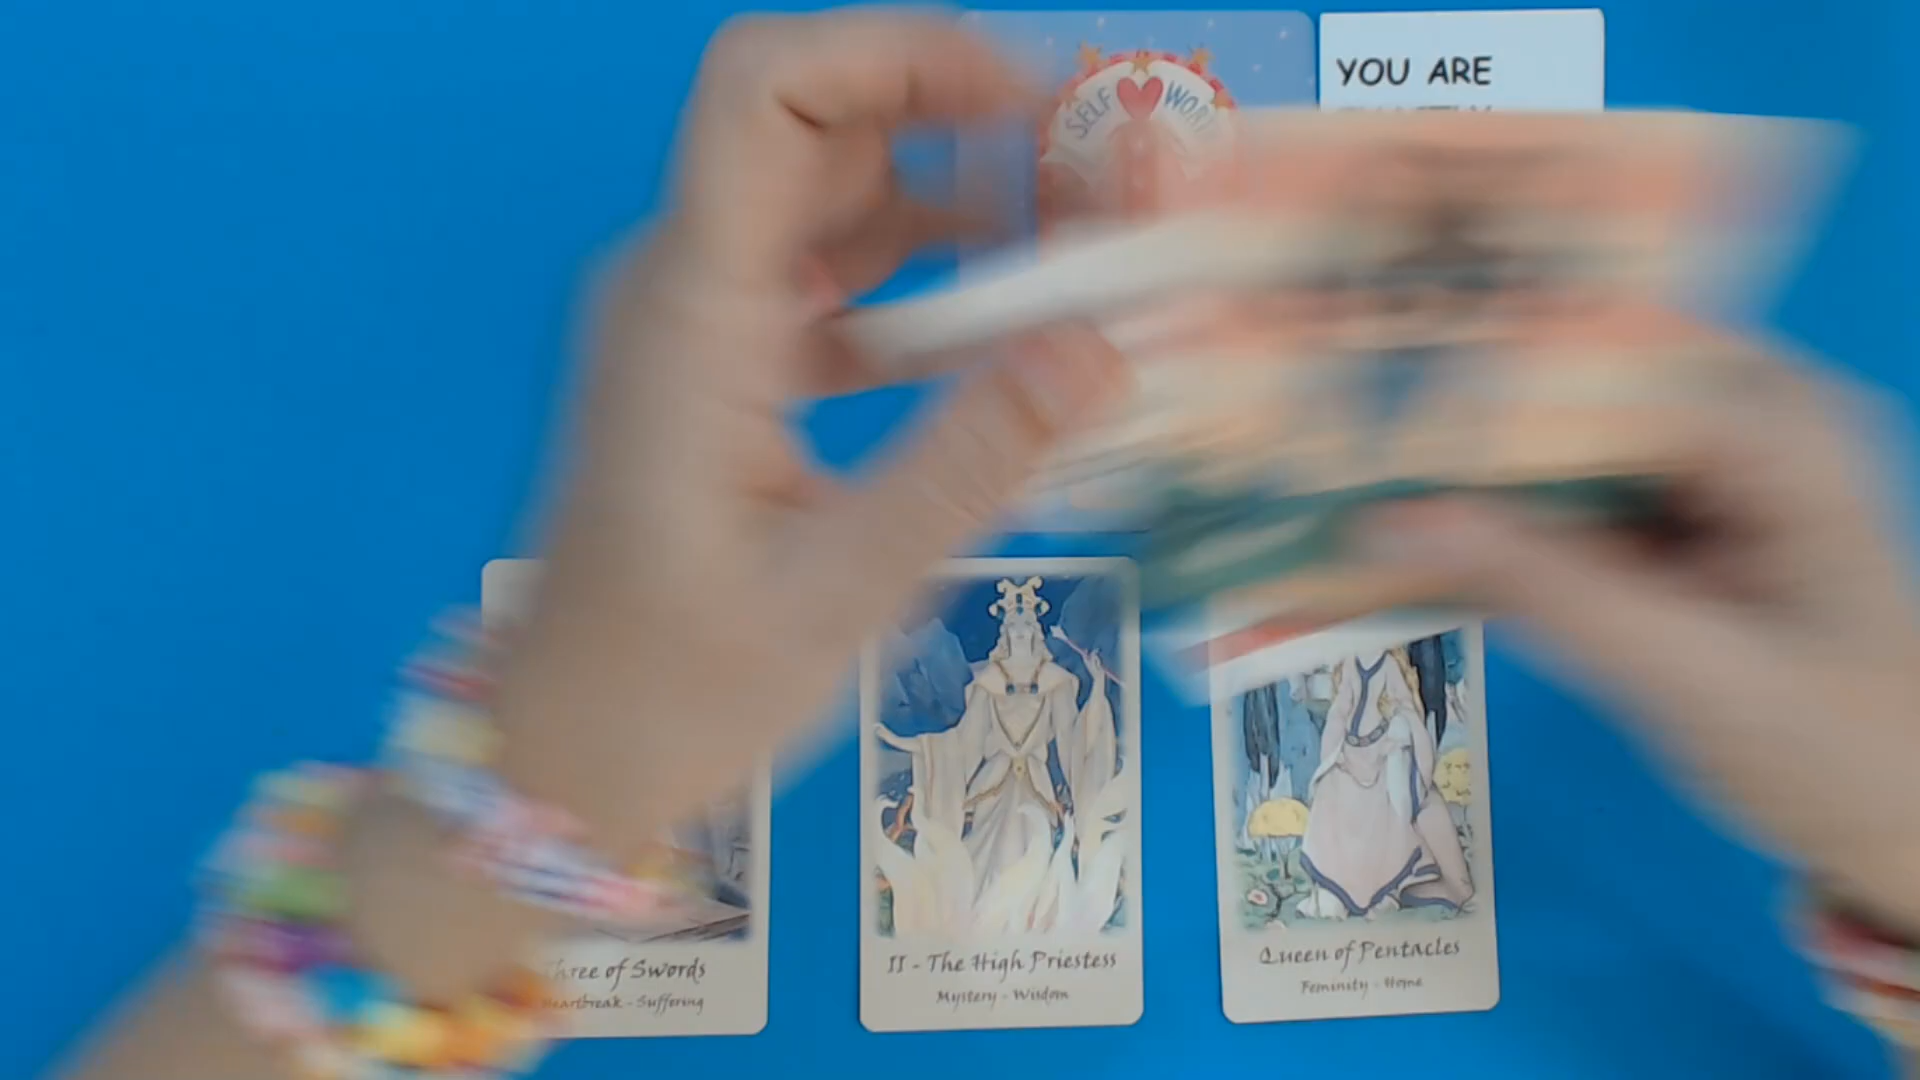 SELF WORTH
YOU ARE
Three of Swords
Heartbreak - Suffering
II - The High Priestess
Mystery - Wisdom
Queen of Pentacles
Feminity - Home